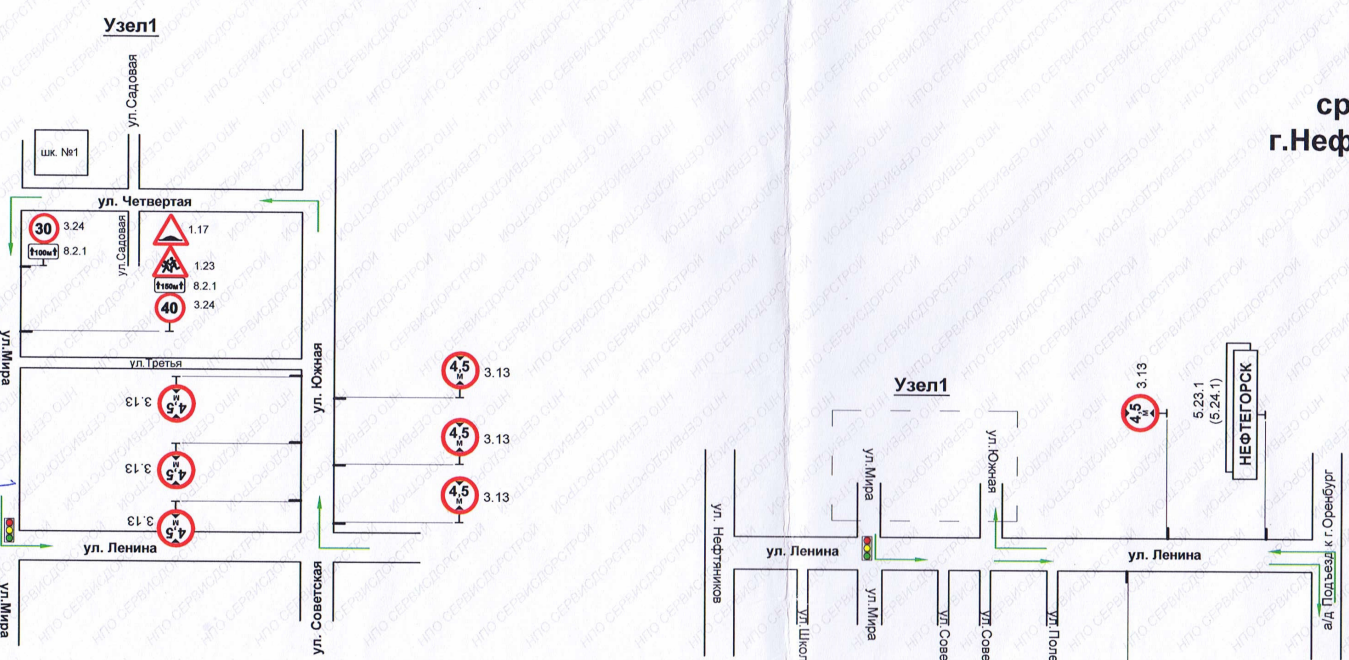 Узел1
ул.Садовая
шк. №1
ул. Четвертая
30
3.24
↑100м↑
8.2.1
ул.Садовая
1.17
1.23
↑150м↑
8.2.1
40
3.24
ул.Мира
ул.Третья
ул. Южная
4,5
м
3.13
4,5
м
3.13
4,5
м
3.13
4,5
м
3.13
4,5
м
3.13
4,5
м
3.13
1
ул. Ленина
ул.Мира
ул. Советская
ср
г.Неф
Узел1
ул.Мира
ул.Южная
4,5
м
3.13
5.23.1
(5.24.1)
НЕФТЕГОРСК
ул. Нефтяников
ул. Ленина
ул. Ленина
а/д Подъезд к г.Оренбург
ул.Школ
ул.Мира
ул.Сове
ул.Сове
ул.Поле
НПО СЕРВИСДОРСТРОЙ